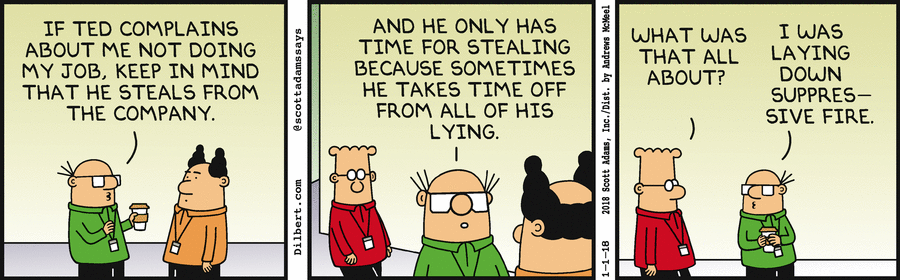 IF TED COMPLAINS
ABOUT ME NOT DOING
MY JOB, KEEP IN MIND
THAT HE STEALS FROM
THE COMPANY.
Dilbert.com @scottadamssays
AND HE ONLY HAS
TIME FOR STEALING
BECAUSE SOMETIMES
HE TAKES TIME OFF
FROM ALL OF HIS
LYING.
1-1-18 2018 Scott Adams, Inc./Dist. by Andrews McMeel
WHAT WAS
THAT ALL
ABOUT?
I WAS
LAYING
DOWN
SUPPRES-
SIVE FIRE.